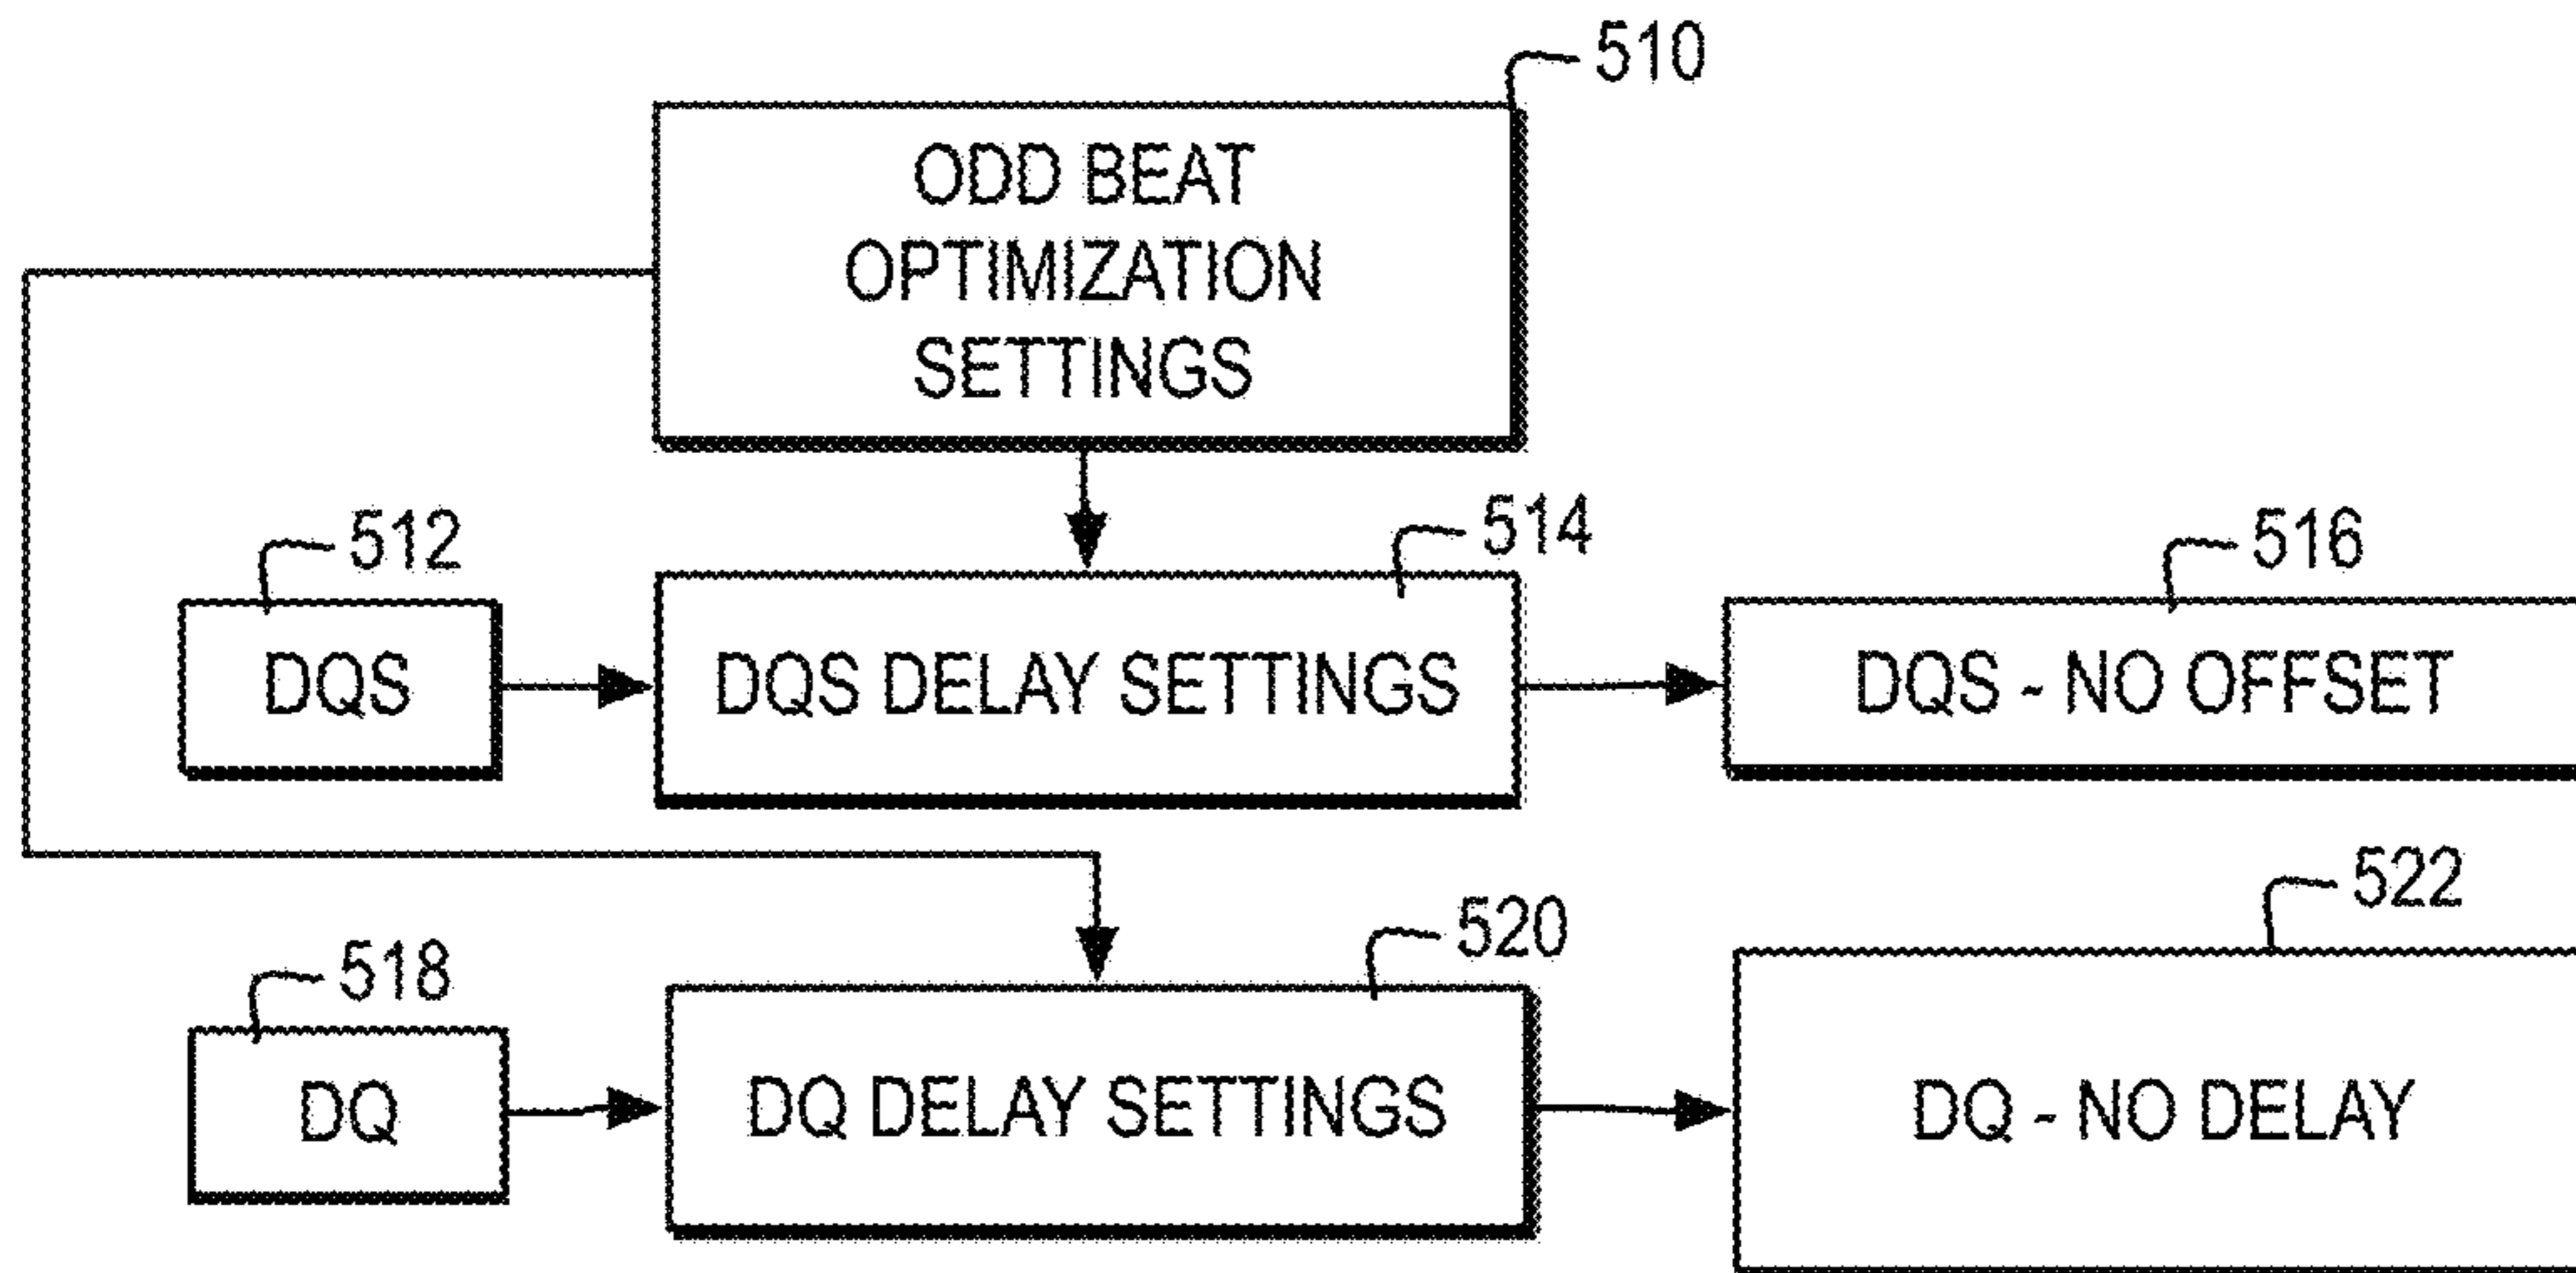 510
ODD BEAT
OPTIMIZATION
SETTINGS
512
514
516
DQS
DQS DELAY SETTINGS
DQS - NO OFFSET
518
520
522
DQ
DQ DELAY SETTINGS
DQ - NO DELAY